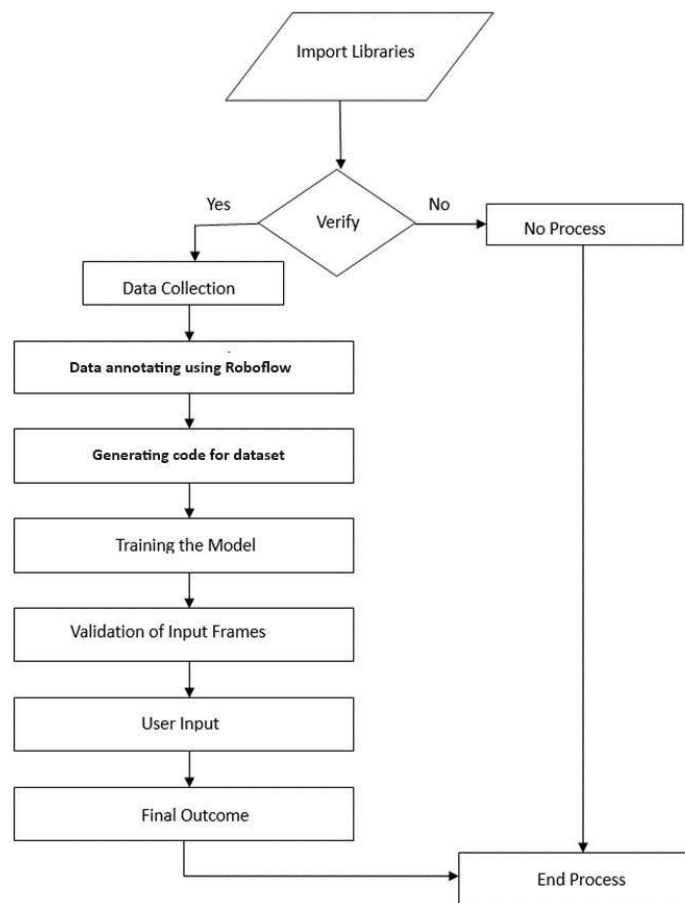 Import Libraries
Yes
No
Verify
No Process
Data Collection
Data annotating using Roboflow
Generating code for dataset
Training the Model
Validation of Input Frames
User Input
Final Outcome
End Process